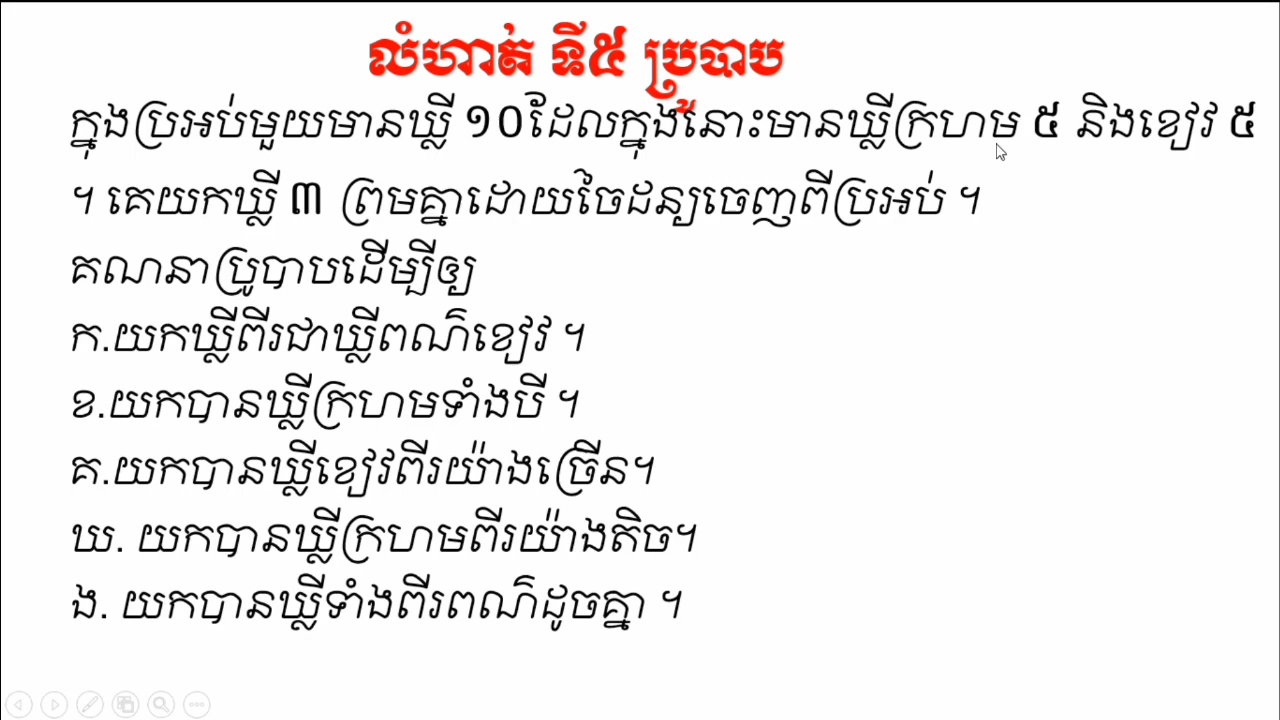 លំហាត់ ទី៥ ប្រូបាប
ក្នុងប្រអប់មួយមានឃ្លី ១០ដែលក្នុងនោះមានឃ្លីក្រហម ៥ និងខៀវ ៥
។ គេយកឃ្លី ៣ ព្រមគ្នាដោយចៃដន្យចេញពីប្រអប់ ។
គណនាប្រូបាបដើម្បីឲ្យ
ក.យកឃ្លីពីរជាឃ្លីពណ៌ខៀវ ។
ខ.យកបានឃ្លីក្រហមទាំងបី ។
គ.យកបានឃ្លីខៀវពីរយ៉ាងច្រើន។
ឃ. យកបានឃ្លីក្រហមពីរយ៉ាងតិច។
ង. យកបានឃ្លីទាំងពីរពណ៌ដូចគ្នា ។